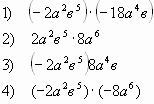 1) (-2a²в⁵)·(-18a⁴в)
2) 2a²в⁵·8a⁶
3) (-2a²в⁵)8a⁴в
4) (-2a²в⁵)·(-8a⁶)